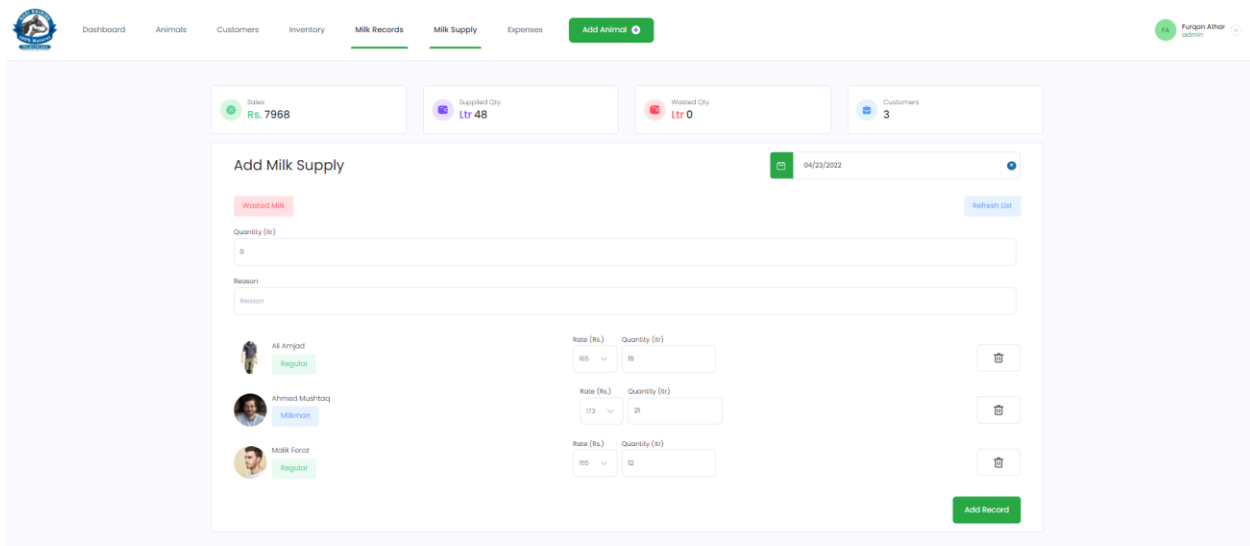 Dashboard Animals Customers Inventory Milk Records Milk Supply Expenses Add Animal
FA Furqan Athar
admin
Sales
Rs. 7968
Supplied Qty.
Ltr 48
Wasted Qty.
Ltr 0
Customers
3
Add Milk Supply
04/23/2022
Wasted Milk
Refresh List
Quantity (ltr)
0
Reason
Reason
Ali Amjad
Regular
Rate (Rs.) Quantity (ltr)
165 15
Ahmed Mushtaq
Milkman
Rate (Rs.) Quantity (ltr)
173 21
Malik Feroz
Regular
Rate (Rs.) Quantity (ltr)
155 12
Add Record